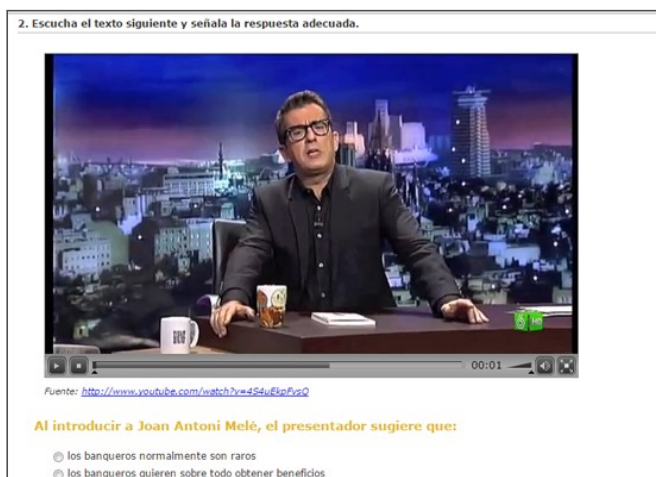 2. Escucha el texto siguiente y señala la respuesta adecuada.
6 HD
00:01
Fuente: http://www.youtube.com/watch?v=4S4uEkpFvsQ
Al introducir a Joan Antoni Melé, el presentador sugiere que:
los banqueros normalmente son raros
los banqueros quieren sobre todo obtener beneficios